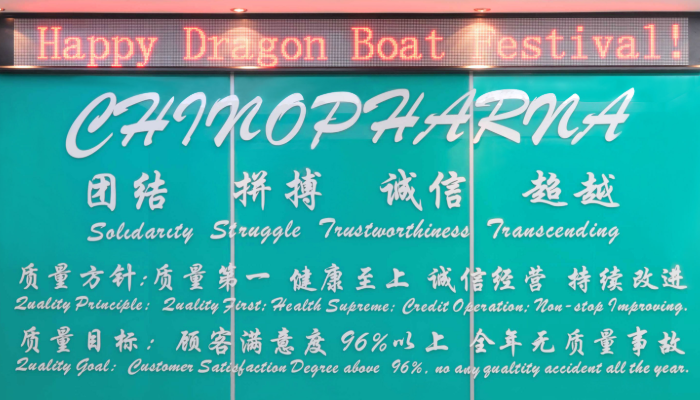 Happy Dragon Boat Festival!
CHINOPHARNA
团结 拼搏 诚信 超越
Solidarity Struggle Trustworthiness Transcending
质量方针:质量第一 健康至上 诚信经营 持续改进
Quality Principle: Quality First; Health Supreme; Credit Operation; Non-stop Improving.
质量目标: 顾客满意度 96%以上 全年无质量事故
Quality Goal: Customer Satisfaction Degree above 96%, no any qualtity accident all the year.